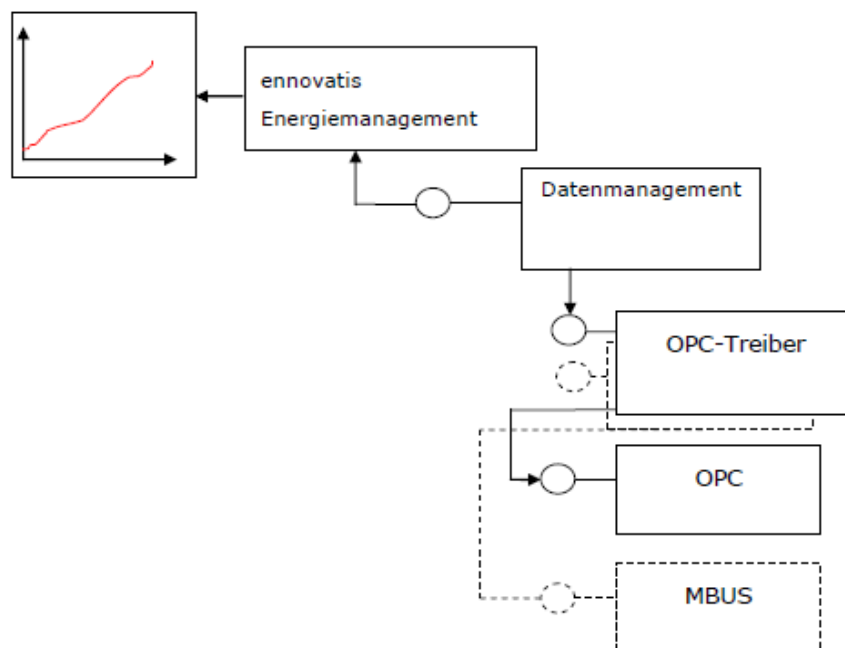 ennovatis
Energiemanagement
Datenmanagement
OPC-Treiber
OPC
MBUS